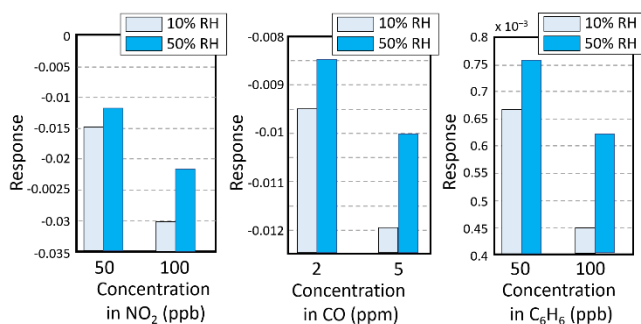 10% RH
50% RH
Response
0
-0.005
-0.01
-0.015
-0.02
-0.0025
-0.03
-0.035
50 100
Concentration
in NO₂ (ppb)
10% RH
50% RH
Response
-0.008
-0.009
-0.01
-0.011
-0.012
2 5
Concentration
in CO (ppm)
x 10⁻³
10% RH
50% RH
Response
0.8
0.75
0.7
0.65
0.6
0.55
0.5
0.45
0.4
50 100
Concentration
in C₆H₆ (ppb)